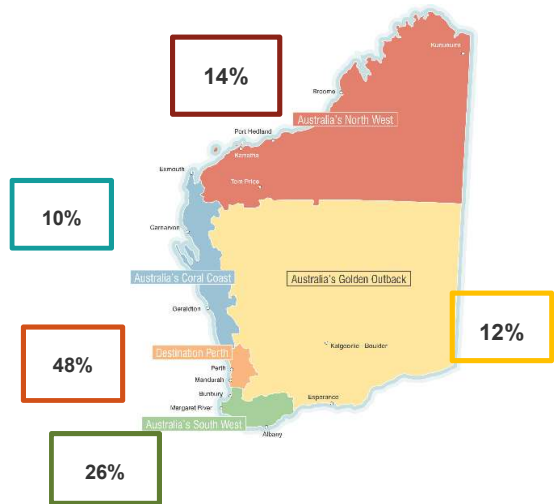 Kununurra
14%
Broome
Australia's North West
Port Hedland
Karratha
Exmouth
Tom Price
10%
Carnarvon
Australia's Coral Coast
Australia's Golden Outback
Geraldton
12%
Kalgoorlie - Boulder
Destination Perth
48%
Perth
Mandurah
Bunbury
Esperance
Margaret River
Australia's South West
Albany
26%